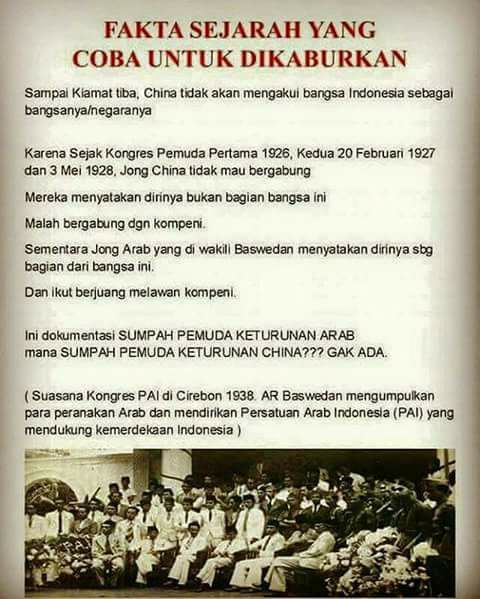 FAKTA SEJARAH YANG
COBA UNTUK DIKABURKAN
Sampai Kiamat tiba, China tidak akan mengakui bangsa Indonesia sebagai
bangsanya/negaranya
Karena Sejak Kongres Pemuda Pertama 1926, Kedua 20 Februari 1927
dan 3 Mei 1928, Jong China tidak mau bergabung
Mereka menyatakan dirinya bukan bagian bangsa ini
Malah bergabung dgn kompeni.
Sementara Jong Arab yang di wakili Baswedan menyatakan dirinya sbg
bagian dari bangsa ini.
Dan ikut berjuang melawan kompeni.
Ini dokumentasi SUMPAH PEMUDA KETURUNAN ARAB
mana SUMPAH PEMUDA KETURUNAN CHINA??? GAK ADA.
( Suasana Kongres PAI di Cirebon 1938. AR Baswedan mengumpulkan
para peranakan Arab dan mendirikan Persatuan Arab Indonesia (PAI) yang
mendukung kemerdekaan Indonesia )